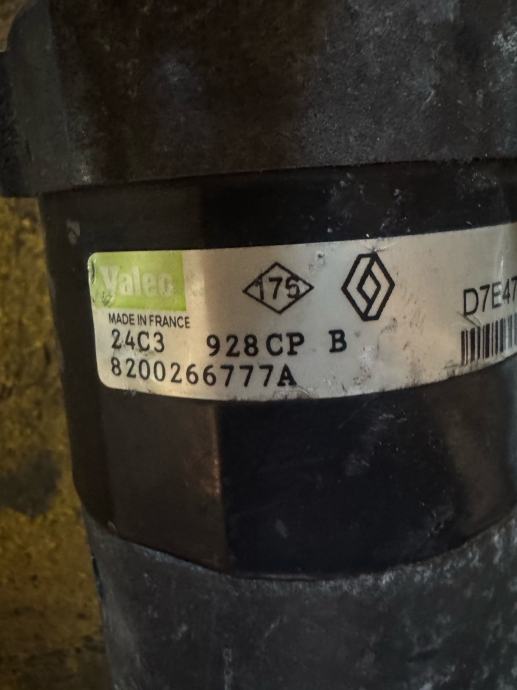 Valeo
175
MADE IN FRANCE
D7E47
24C3 928CP B
8200266777A